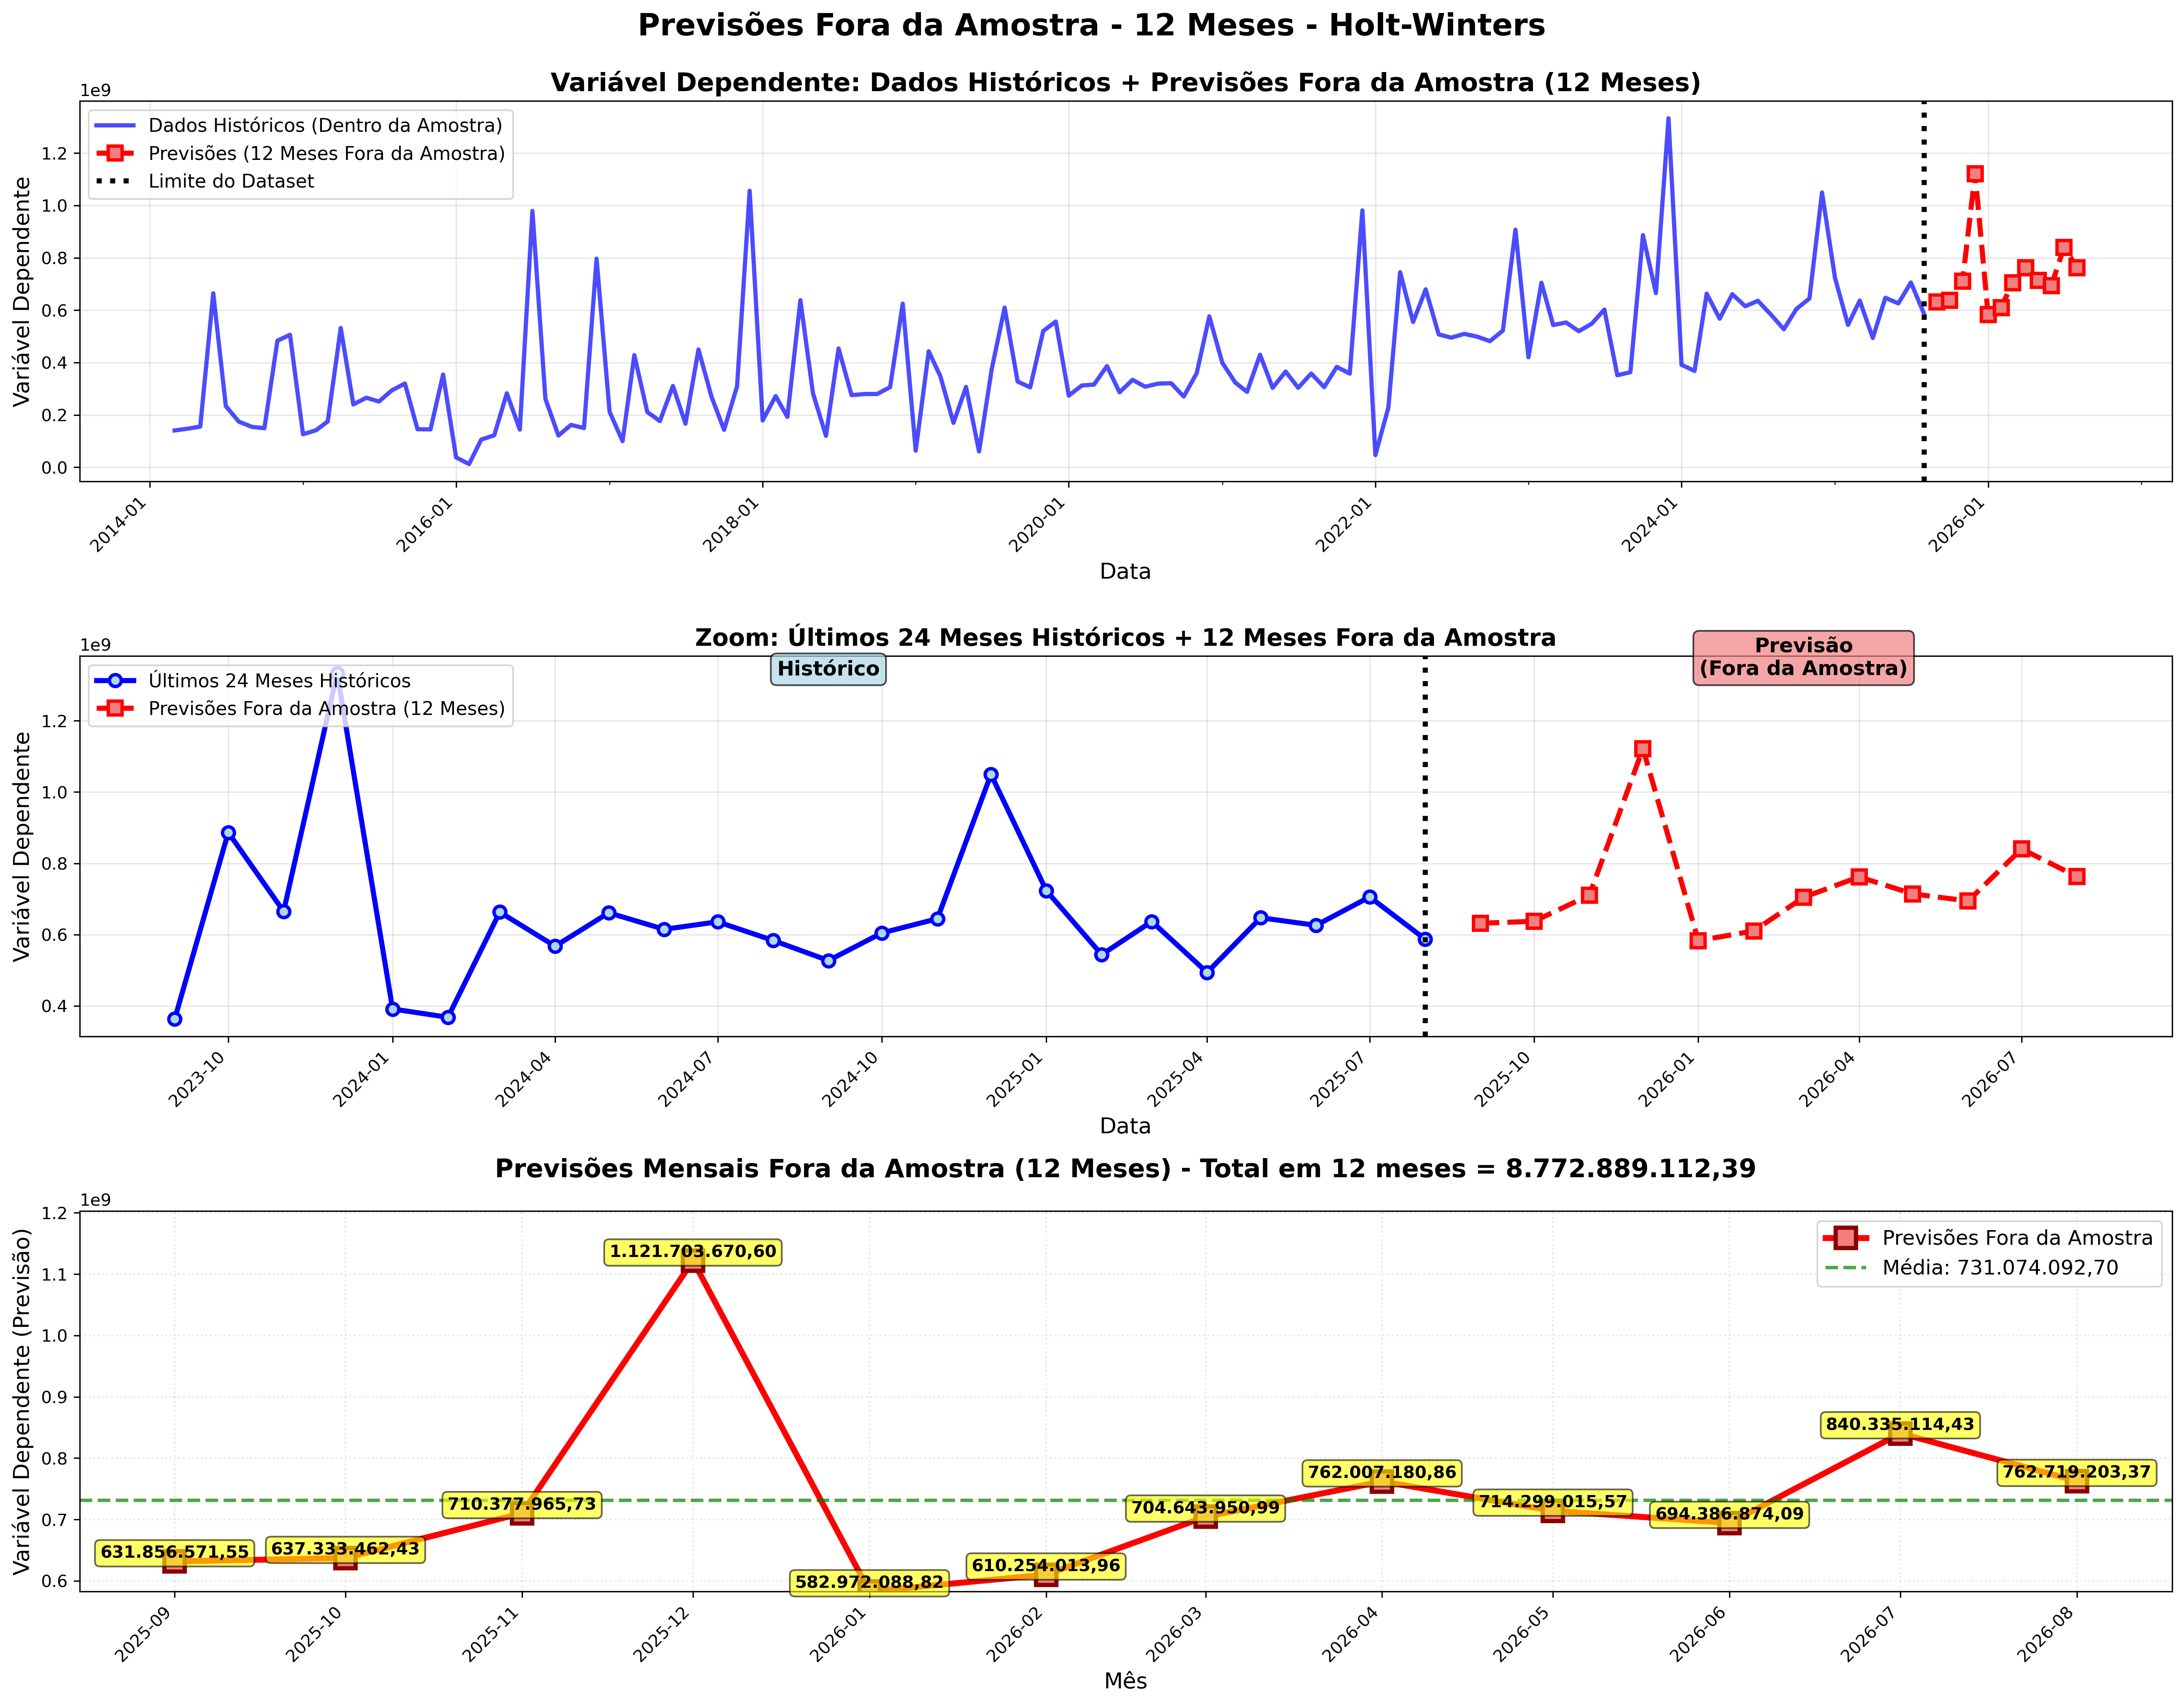 Previsões Fora da Amostra - 12 Meses - Holt-Winters
Variável Dependente: Dados Históricos + Previsões Fora da Amostra (12 Meses)
1e9
Dados Históricos (Dentro da Amostra)
Previsões (12 Meses Fora da Amostra)
Limite do Dataset
Variável Dependente
1.2
1.0
0.8
0.6
0.4
0.2
0.0
2014-01
2016-01
2018-01
2020-01
2022-01
2024-01
2026-01
Data
Zoom: Últimos 24 Meses Históricos + 12 Meses Fora da Amostra
1e9
Últimos 24 Meses Históricos
Previsões Fora da Amostra (12 Meses)
Histórico
Previsão
(Fora da Amostra)
Variável Dependente
1.2
1.0
0.8
0.6
0.4
2023-10
2024-01
2024-04
2024-07
2024-10
2025-01
2025-04
2025-07
2025-10
2026-01
2026-04
2026-07
Data
Previsões Mensais Fora da Amostra (12 Meses) - Total em 12 meses = 8.772.889.112,39
1e9
Previsões Fora da Amostra
Média: 731.074.092,70
Variável Dependente (Previsão)
1.2
1.1
1.0
0.9
0.8
0.7
0.6
631.856.571,55
637.333.462,43
710.377.965,73
1.121.703.670,60
582.972.088,82
610.254.013,96
704.643.950,99
762.007.180,86
714.299.015,57
694.386.874,09
840.335.114,43
762.719.203,37
2025-09
2025-10
2025-11
2025-12
2026-01
2026-02
2026-03
2026-04
2026-05
2026-06
2026-07
2026-08
Mês